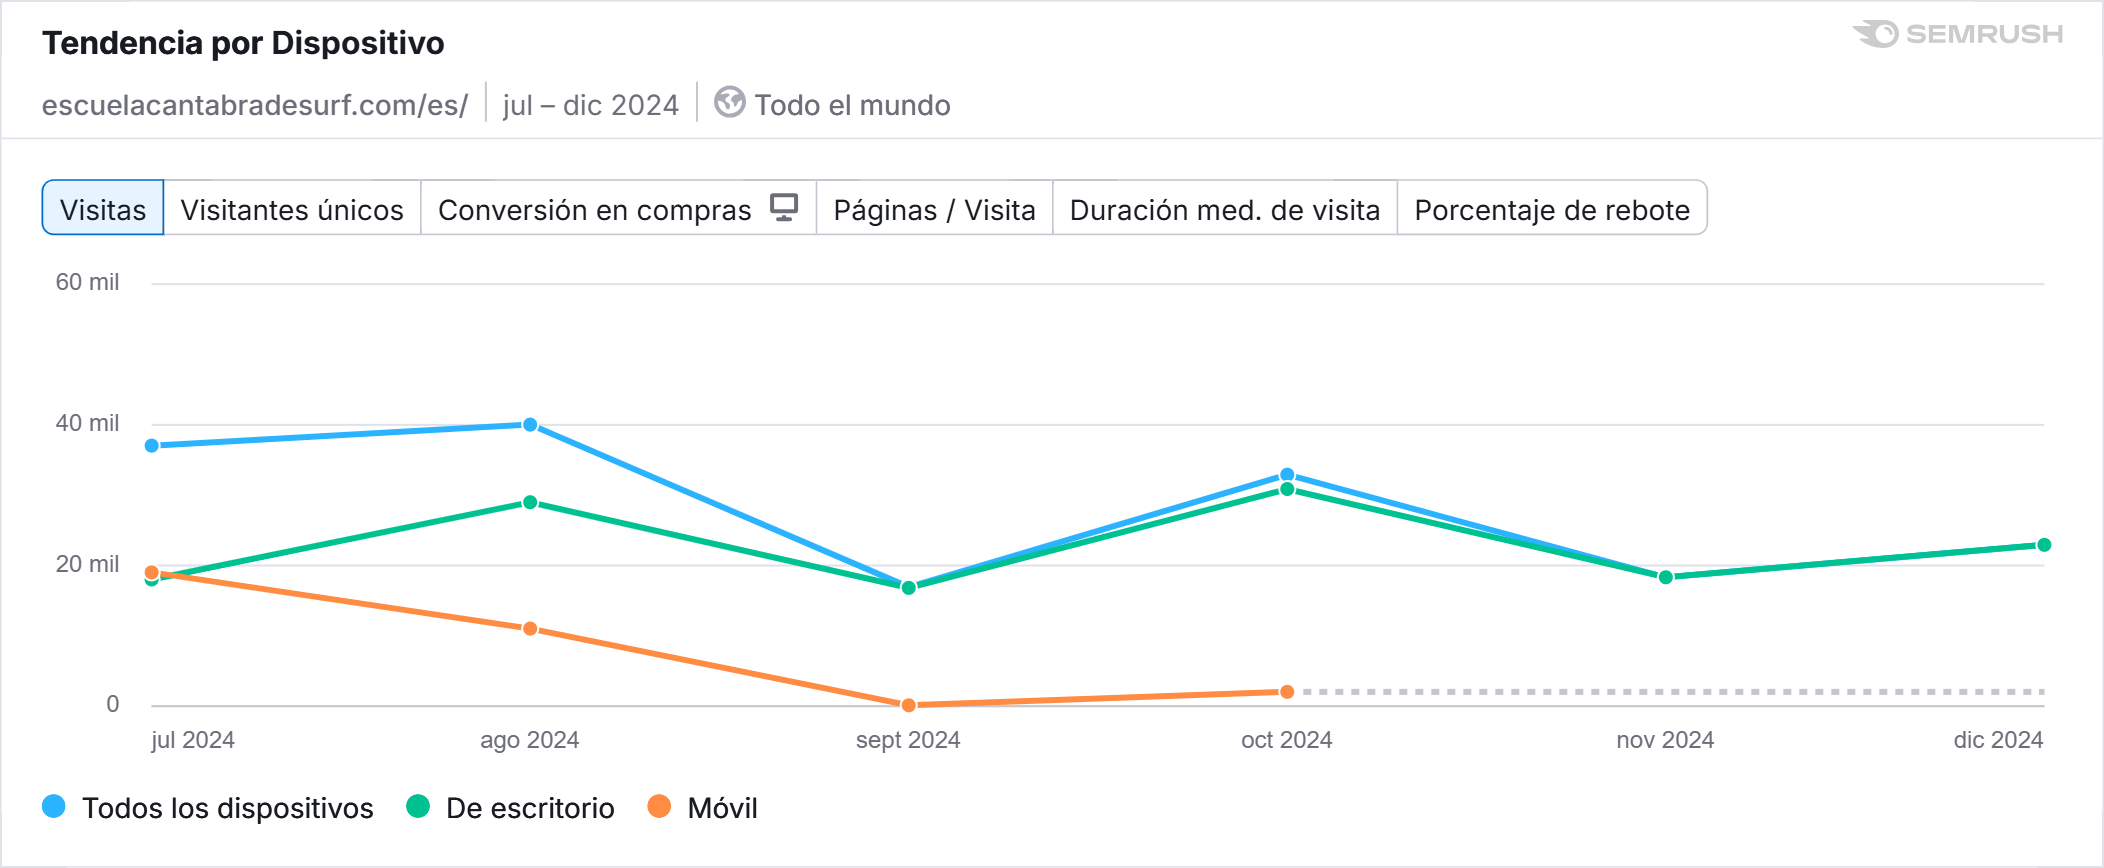 Tendencia por Dispositivo
SEMRUSH
escuelacantabradesurf.com/es/ jul – dic 2024 Todo el mundo
Visitas Visitantes únicos Conversión en compras Páginas / Visita Duración med. de visita Porcentaje de rebote
60 mil
40 mil
20 mil
0
jul 2024 ago 2024 sept 2024 oct 2024 nov 2024 dic 2024
Todos los dispositivos De escritorio Móvil